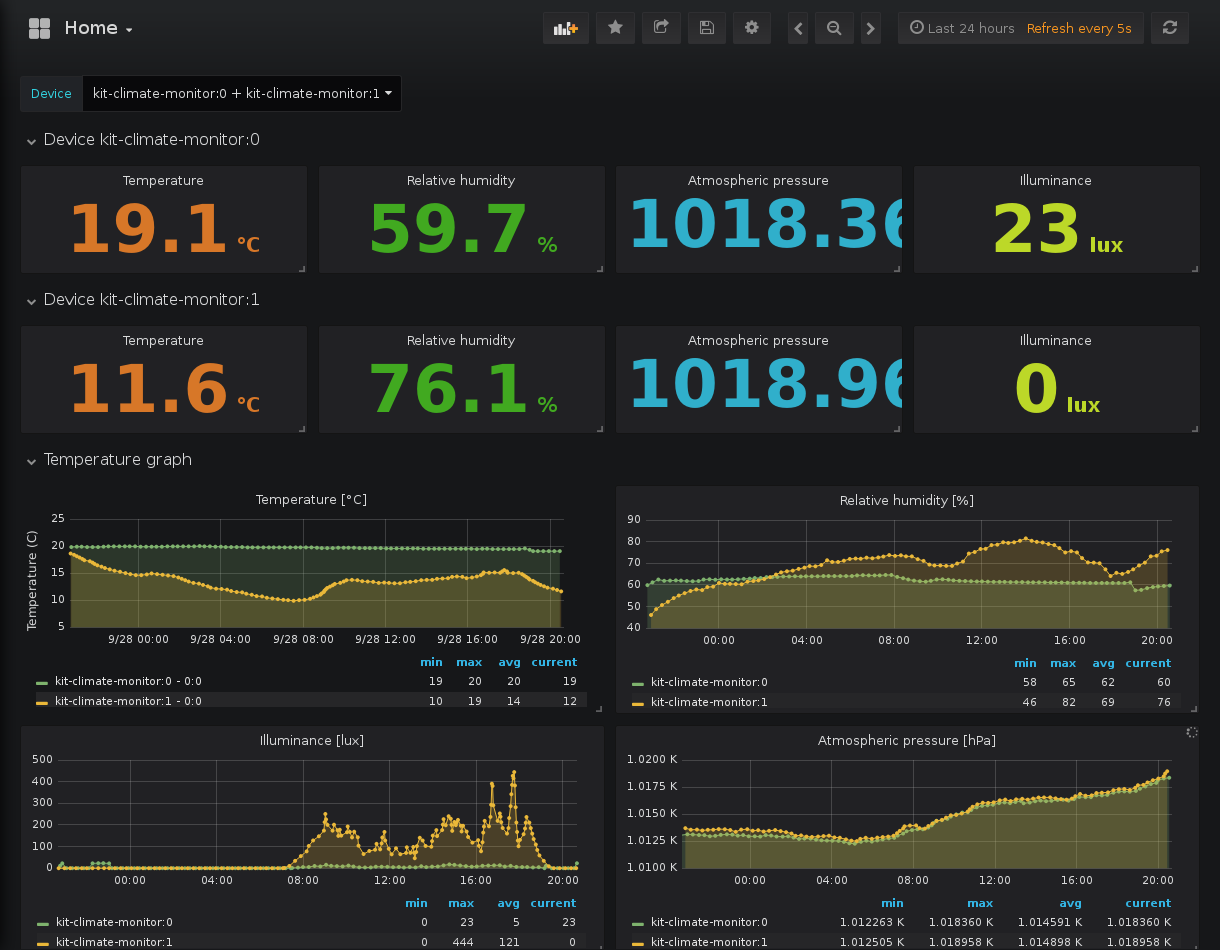 Home
Last 24 hours Refresh every 5s
Device kit-climate-monitor:0 + kit-climate-monitor:1
Device kit-climate-monitor:0
Temperature Relative humidity Atmospheric pressure Illuminance
19.1 °C 59.7 % 1018.36 23 lux
Device kit-climate-monitor:1
Temperature Relative humidity Atmospheric pressure Illuminance
11.6 °C 76.1 % 1018.96 0 lux
Temperature graph
Temperature [°C]
Temperature (C)
25
20
15
10
5
9/28 00:00 9/28 04:00 9/28 08:00 9/28 12:00 9/28 16:00 9/28 20:00
min max avg current
kit-climate-monitor:0 - 0:0 19 20 20 19
kit-climate-monitor:1 - 0:0 10 19 14 12
Relative humidity [%]
90
80
70
60
50
40
00:00 04:00 08:00 12:00 16:00 20:00
min max avg current
kit-climate-monitor:0 58 65 62 60
kit-climate-monitor:1 46 82 69 76
Illuminance [lux]
500
400
300
200
100
0
00:00 04:00 08:00 12:00 16:00 20:00
min max avg current
kit-climate-monitor:0 0 23 5 23
kit-climate-monitor:1 0 444 121 0
Atmospheric pressure [hPa]
1.0200 K
1.0175 K
1.0150 K
1.0125 K
1.0100 K
00:00 04:00 08:00 12:00 16:00 20:00
min max avg current
kit-climate-monitor:0 1.012263 K 1.018360 K 1.014591 K 1.018360 K
kit-climate-monitor:1 1.012505 K 1.018958 K 1.014898 K 1.018958 K